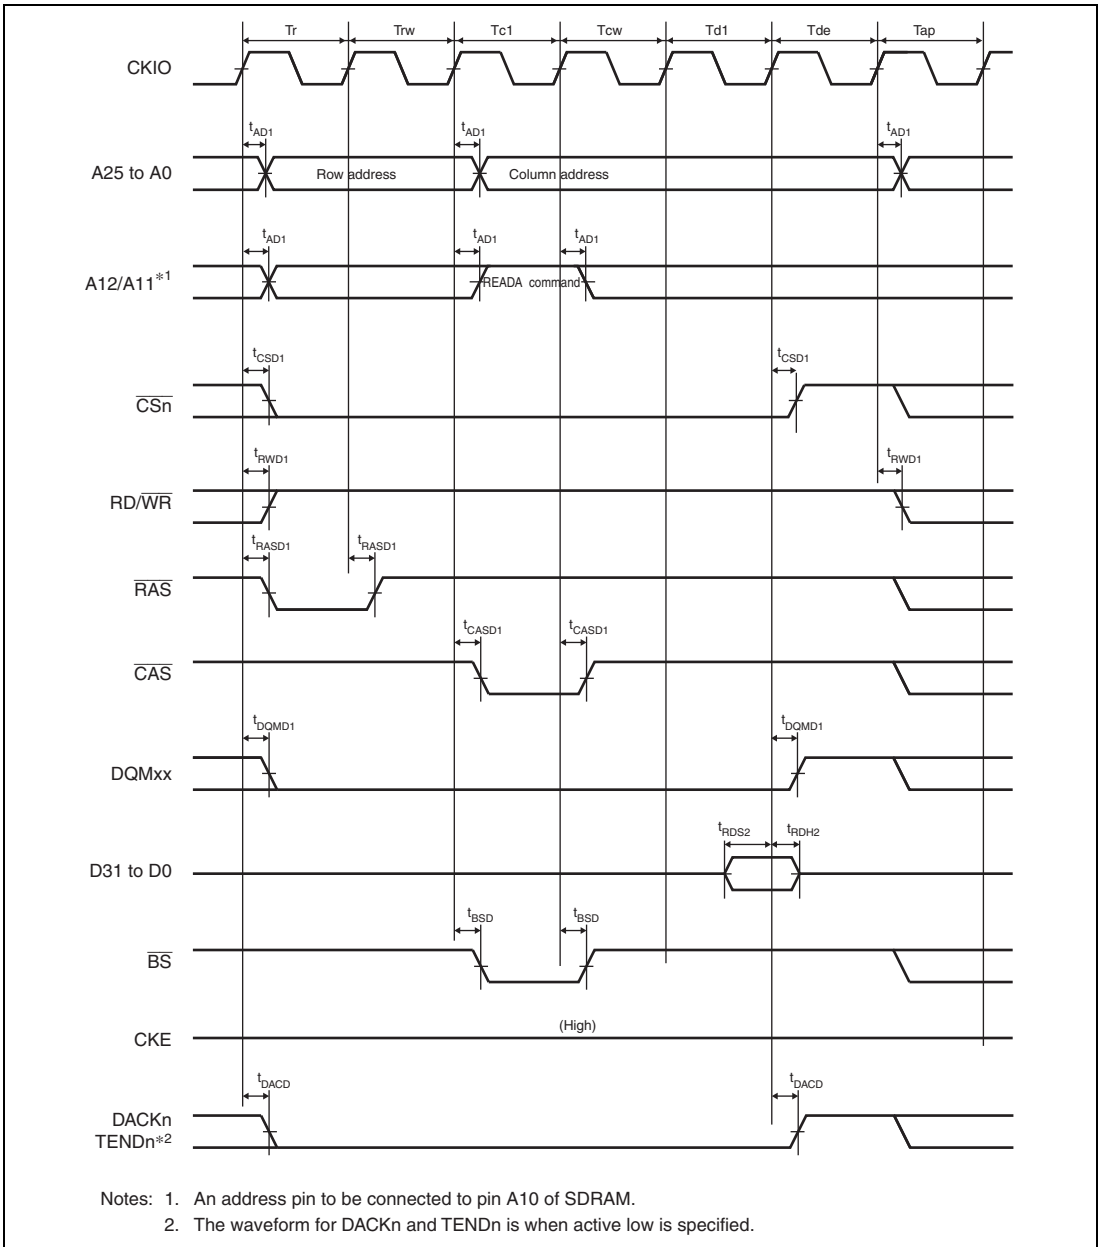 Tr Trw Tc1 Tcw Td1 Tde Tap
CKIO
tAD1 tAD1 tAD1
A25 to A0 Row address Column address
tAD1 tAD1 tAD1
A12/A11*1 READA command
tCSD1 tCSD1
CSn
tRWD1 tRWD1
RD/WR
tRASD1 tRASD1
RAS
tCASD1 tCASD1
CAS
tDQMD1 tDQMD1
DQMxx
tRDS2 tRDH2
D31 to D0
tBSD tBSD
BS
(High)
CKE
tDACD tDACD
DACKn
TENDn*2
Notes: 1. An address pin to be connected to pin A10 of SDRAM.
2. The waveform for DACKn and TENDn is when active low is specified.